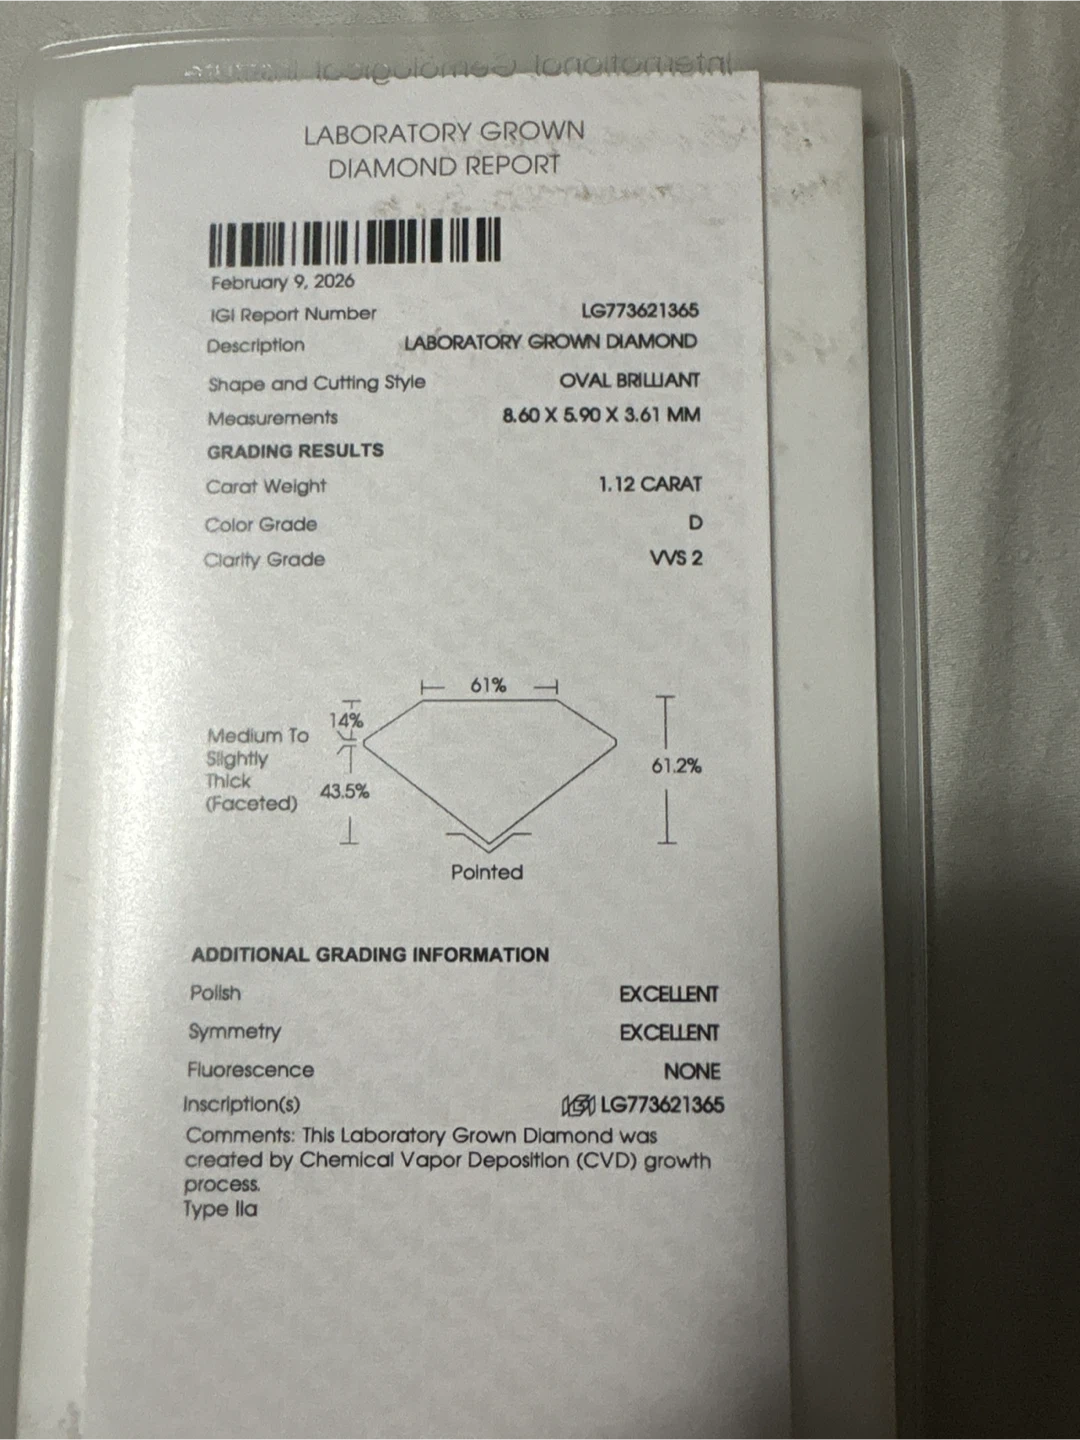 International Gemological Institute
LABORATORY GROWN
DIAMOND REPORT
February 9, 2026
IGI Report Number LG773621365
Description LABORATORY GROWN DIAMOND
Shape and Cutting Style OVAL BRILLIANT
Measurements 8.60 X 5.90 X 3.61 MM
GRADING RESULTS
Carat Weight 1.12 CARAT
Color Grade D
Clarity Grade VVS 2
61%
14%
Medium To
Slightly
Thick
(Faceted)
43.5%
61.2%
Pointed
ADDITIONAL GRADING INFORMATION
Polish EXCELLENT
Symmetry EXCELLENT
Fluorescence NONE
Inscription(s) IGI LG773621365
Comments: This Laboratory Grown Diamond was
created by Chemical Vapor Deposition (CVD) growth
process.
Type IIa